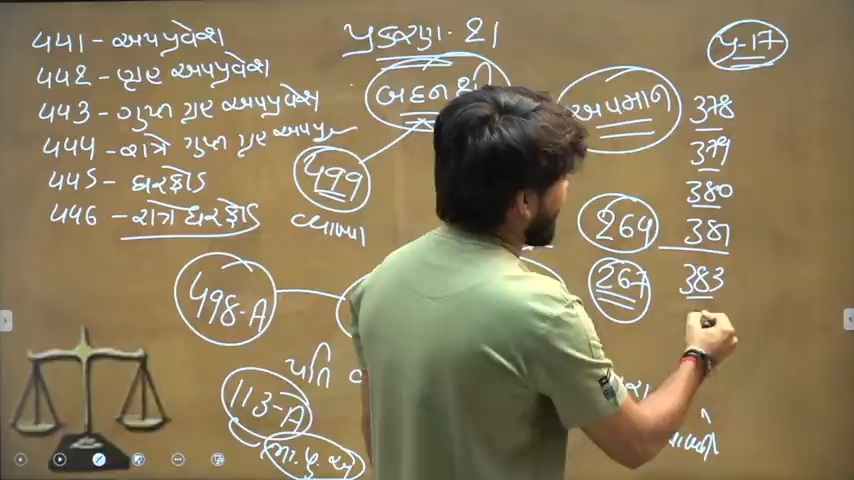 441 - અપપ્રવેશ
442 - ગૃહ અપપ્રવેશ
443 - ગુપ્ત ગૃહ અપપ્રવેશ
444 - રાત્રે ગુપ્ત ગૃહ અપપ્ર
445 - ઘરફોડ
446 - રાત્રે ઘરફોડ
પ્રકરણ - 21
બદનક્ષી
499
વ્યાખ્યા
498-A
પતિ
113-A
ભા. પુ. અધિ
અપમાન
પ્ર-17
378
379
380
381
383
264
267